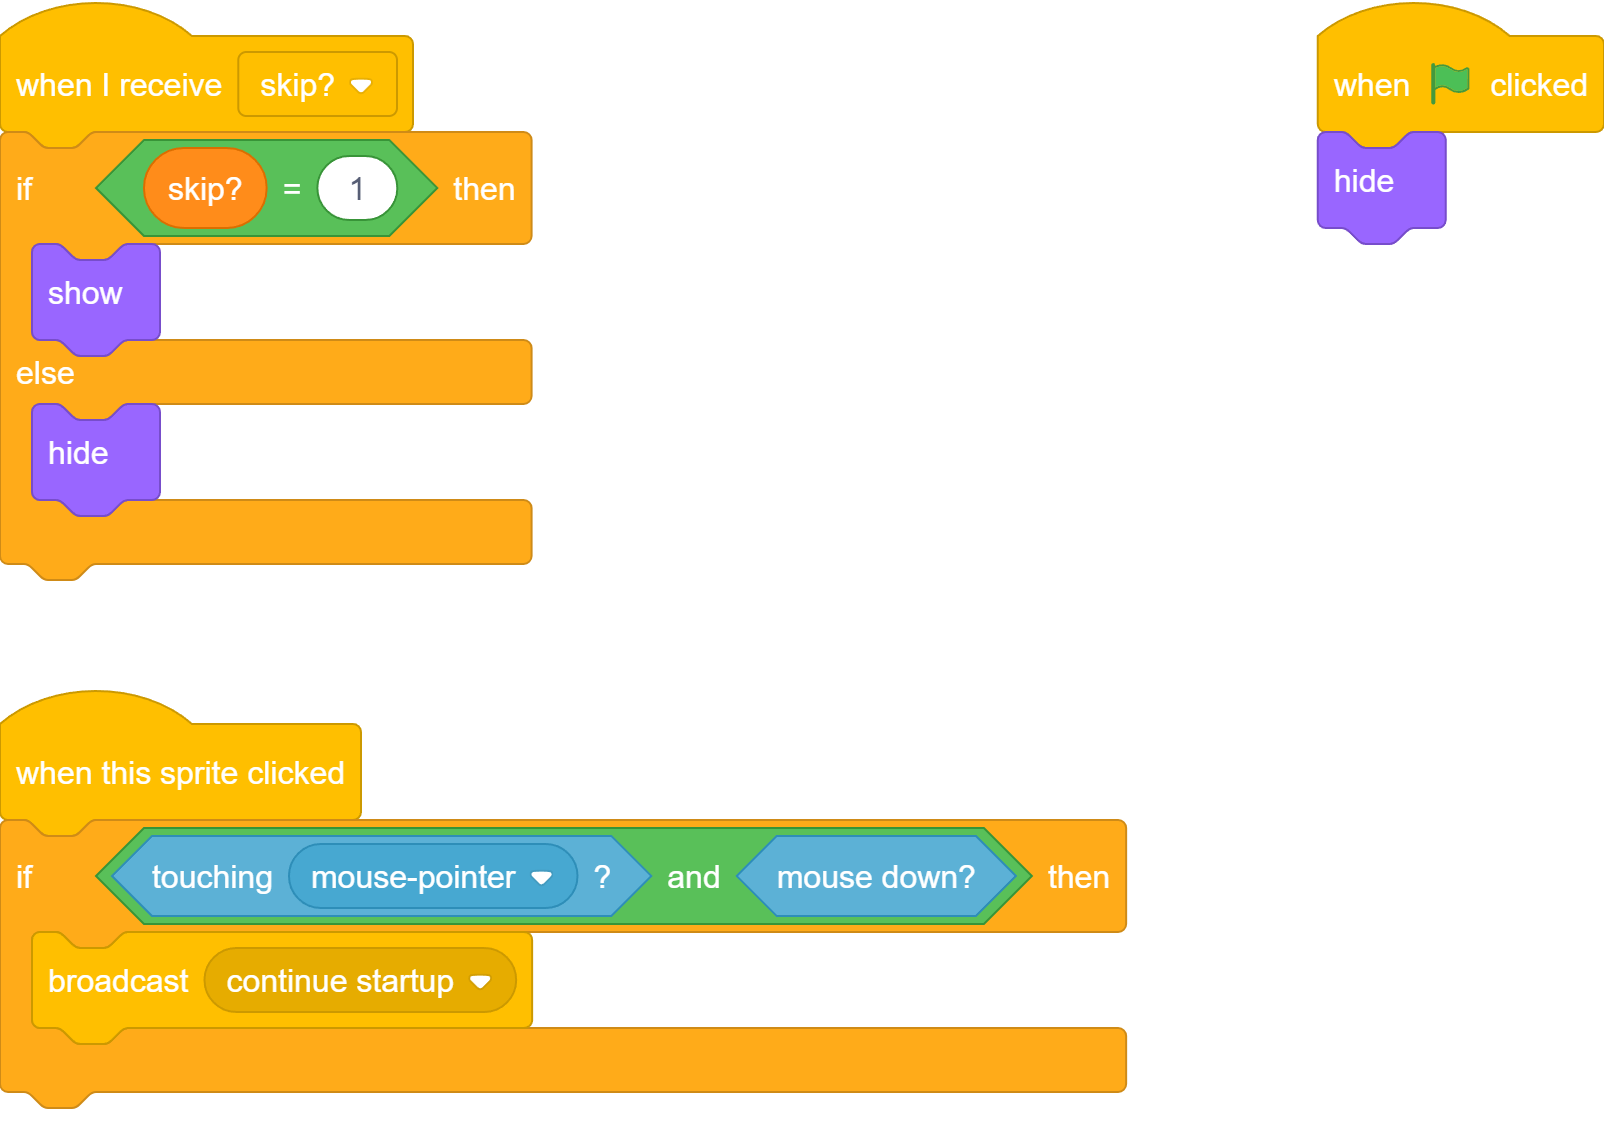 when I receive skip?
if skip? = 1 then
show
else
hide
when clicked
hide
when this sprite clicked
if touching mouse-pointer ? and mouse down? then
broadcast continue startup